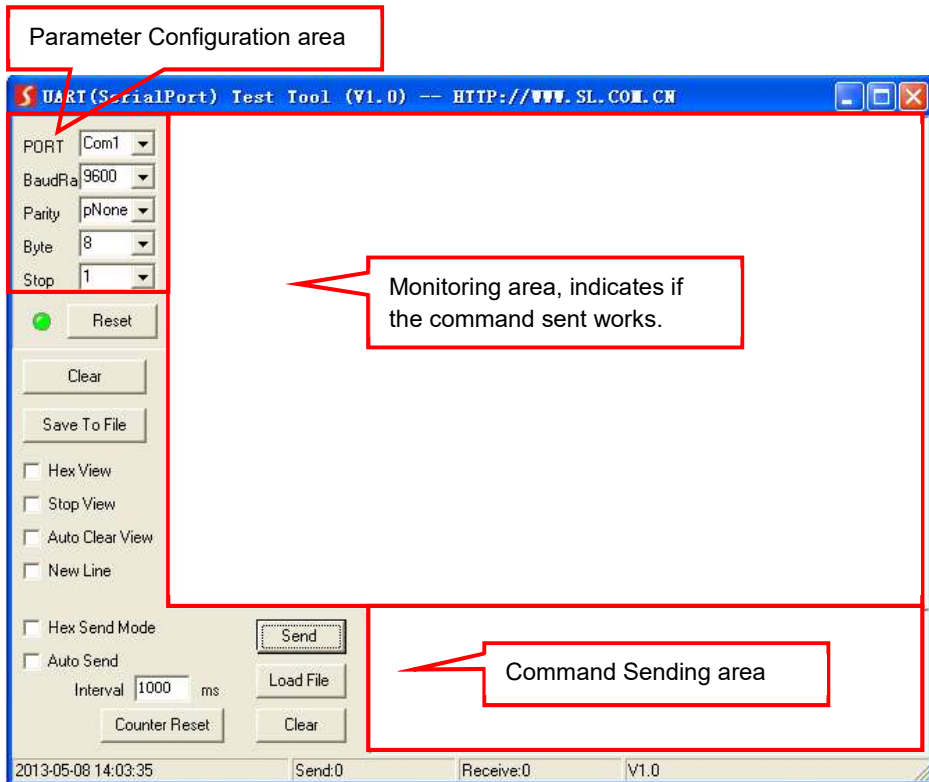 Parameter Configuration area
UART(SerialPort) Test Tool (V1.0) -- HTTP://WWW.SL.COM.CN
PORT Com1
BaudRa 9600
Parity pNone
Byte 8
Stop 1
Reset
Monitoring area, indicates if
the command sent works.
Clear
Save To File
Hex View
Stop View
Auto Clear View
New Line
Hex Send Mode
Send
Auto Send
Load File
Interval 1000 ms
Command Sending area
Counter Reset
Clear
2013-05-08 14:03:35 Send:0 Receive:0 V1.0